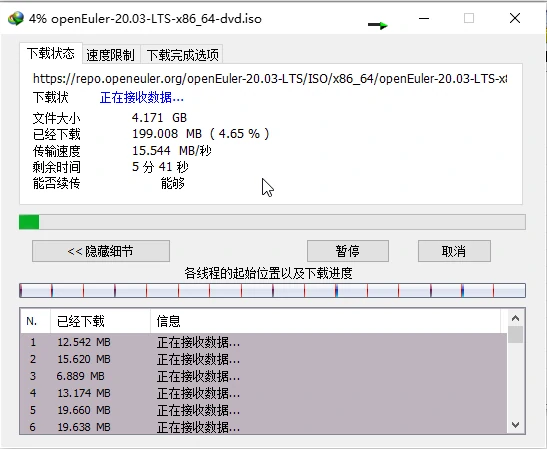 4% openEuler-20.03-LTS-x86_64-dvd.iso
下载状态 速度限制 下载完成选项
https://repo.openeuler.org/openEuler-20.03-LTS/ISO/x86_64/openEuler-20.03-LTS-x8
下载状 正在接收数据...
文件大小 4.171 GB
已经下载 199.008 MB ( 4.65 % )
传输速度 15.544 MB/秒
剩余时间 5 分 41 秒
能否续传 能够
<< 隐藏细节 暂停 取消
各线程的起始位置以及下载进度
N. 已经下载 信息
1 12.542 MB 正在接收数据...
2 15.620 MB 正在接收数据...
3 6.889 MB 正在接收数据...
4 13.174 MB 正在接收数据...
5 19.660 MB 正在接收数据...
6 19.638 MB 正在接收数据...